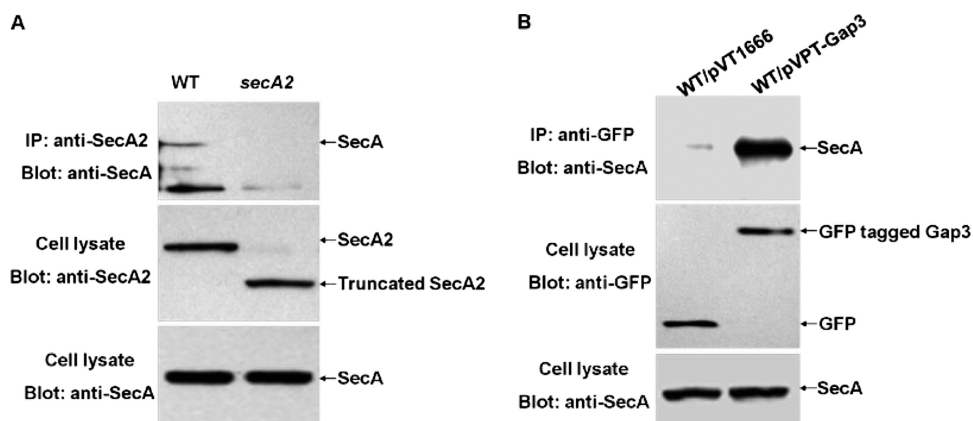 A
WT secA2
IP: anti-SecA2
Blot: anti-SecA
SecA
Cell lysate
Blot: anti-SecA2
SecA2
Truncated SecA2
Cell lysate
Blot: anti-SecA
SecA
B
WT/pVT1666
WT/pVPT-Gap3
IP: anti-GFP
Blot: anti-SecA
SecA
Cell lysate
Blot: anti-GFP
GFP tagged Gap3
GFP
Cell lysate
Blot: anti-SecA
SecA